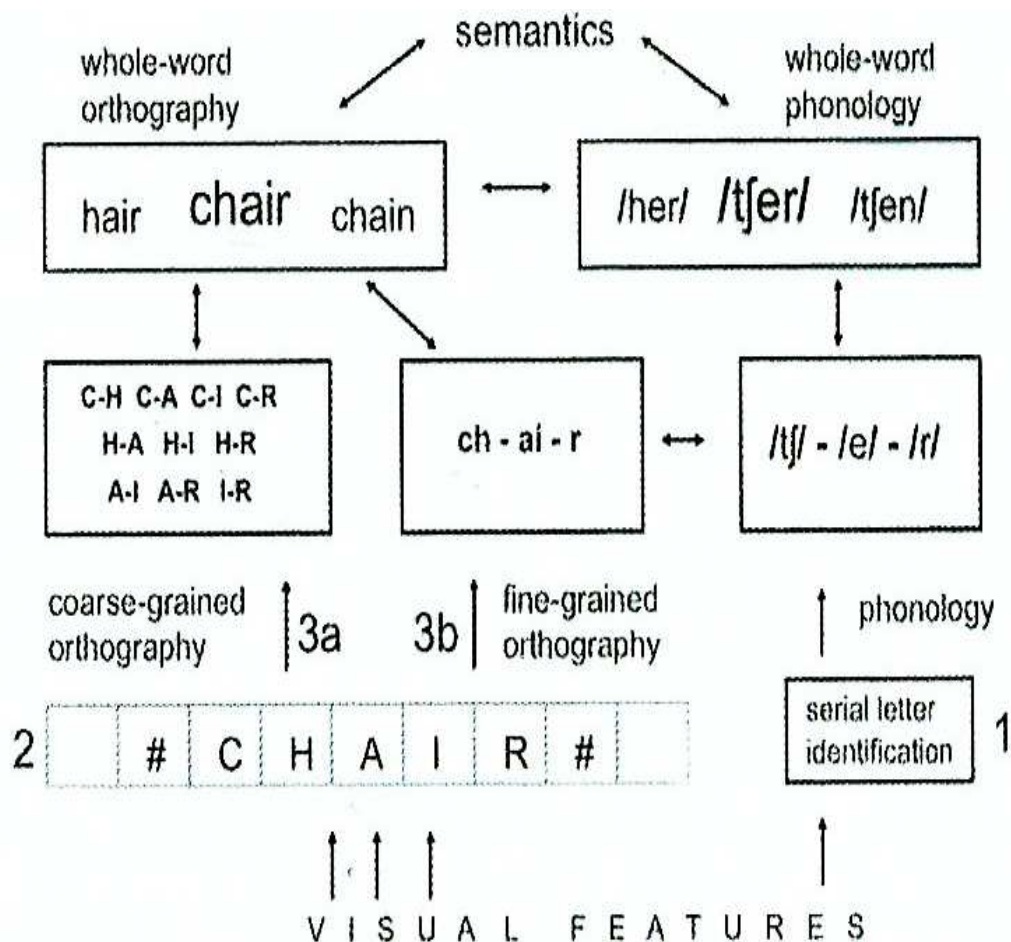 semantics
whole-word
orthography
whole-word
phonology
hair chair chain
/her/ /tʃer/ /tʃen/
C-H C-A C-I C-R
H-A H-I H-R
A-I A-R I-R
ch - ai - r
/tʃ/ - /e/ - /r/
coarse-grained
orthography
3a
3b
fine-grained
orthography
phonology
2
# C H A I R #
serial letter
identification
1
V I S U A L F E A T U R E S